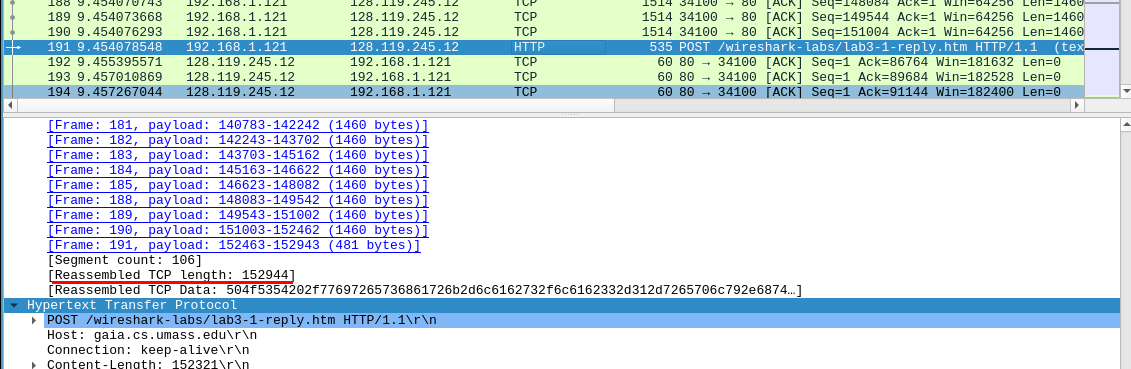 188 9.454070743 192.168.1.121 128.119.245.12 TCP 1514 34100 → 80 [ACK] Seq=148084 Ack=1 Win=64256 Len=1460
189 9.454073668 192.168.1.121 128.119.245.12 TCP 1514 34100 → 80 [ACK] Seq=149544 Ack=1 Win=64256 Len=1460
190 9.454076293 192.168.1.121 128.119.245.12 TCP 1514 34100 → 80 [ACK] Seq=151004 Ack=1 Win=64256 Len=1460
191 9.454078548 192.168.1.121 128.119.245.12 HTTP 535 POST /wireshark-labs/lab3-1-reply.htm HTTP/1.1 (tex
192 9.455395571 128.119.245.12 192.168.1.121 TCP 60 80 → 34100 [ACK] Seq=1 Ack=86764 Win=181632 Len=0
193 9.457010869 128.119.245.12 192.168.1.121 TCP 60 80 → 34100 [ACK] Seq=1 Ack=89684 Win=182528 Len=0
194 9.457267044 128.119.245.12 192.168.1.121 TCP 60 80 → 34100 [ACK] Seq=1 Ack=91144 Win=182400 Len=0
[Frame: 181, payload: 140783-142242 (1460 bytes)]
[Frame: 182, payload: 142243-143702 (1460 bytes)]
[Frame: 183, payload: 143703-145162 (1460 bytes)]
[Frame: 184, payload: 145163-146622 (1460 bytes)]
[Frame: 185, payload: 146623-148082 (1460 bytes)]
[Frame: 188, payload: 148083-149542 (1460 bytes)]
[Frame: 189, payload: 149543-151002 (1460 bytes)]
[Frame: 190, payload: 151003-152462 (1460 bytes)]
[Frame: 191, payload: 152463-152943 (481 bytes)]
[Segment count: 106]
[Reassembled TCP length: 152944]
[Reassembled TCP Data: 504f5354202f77697265736861726b2d6c6162732f6c6162332d312d7265706c792e6874…]
Hypertext Transfer Protocol
POST /wireshark-labs/lab3-1-reply.htm HTTP/1.1\r\n
Host: gaia.cs.umass.edu\r\n
Connection: keep-alive\r\n
Content-Length: 152321\r\n